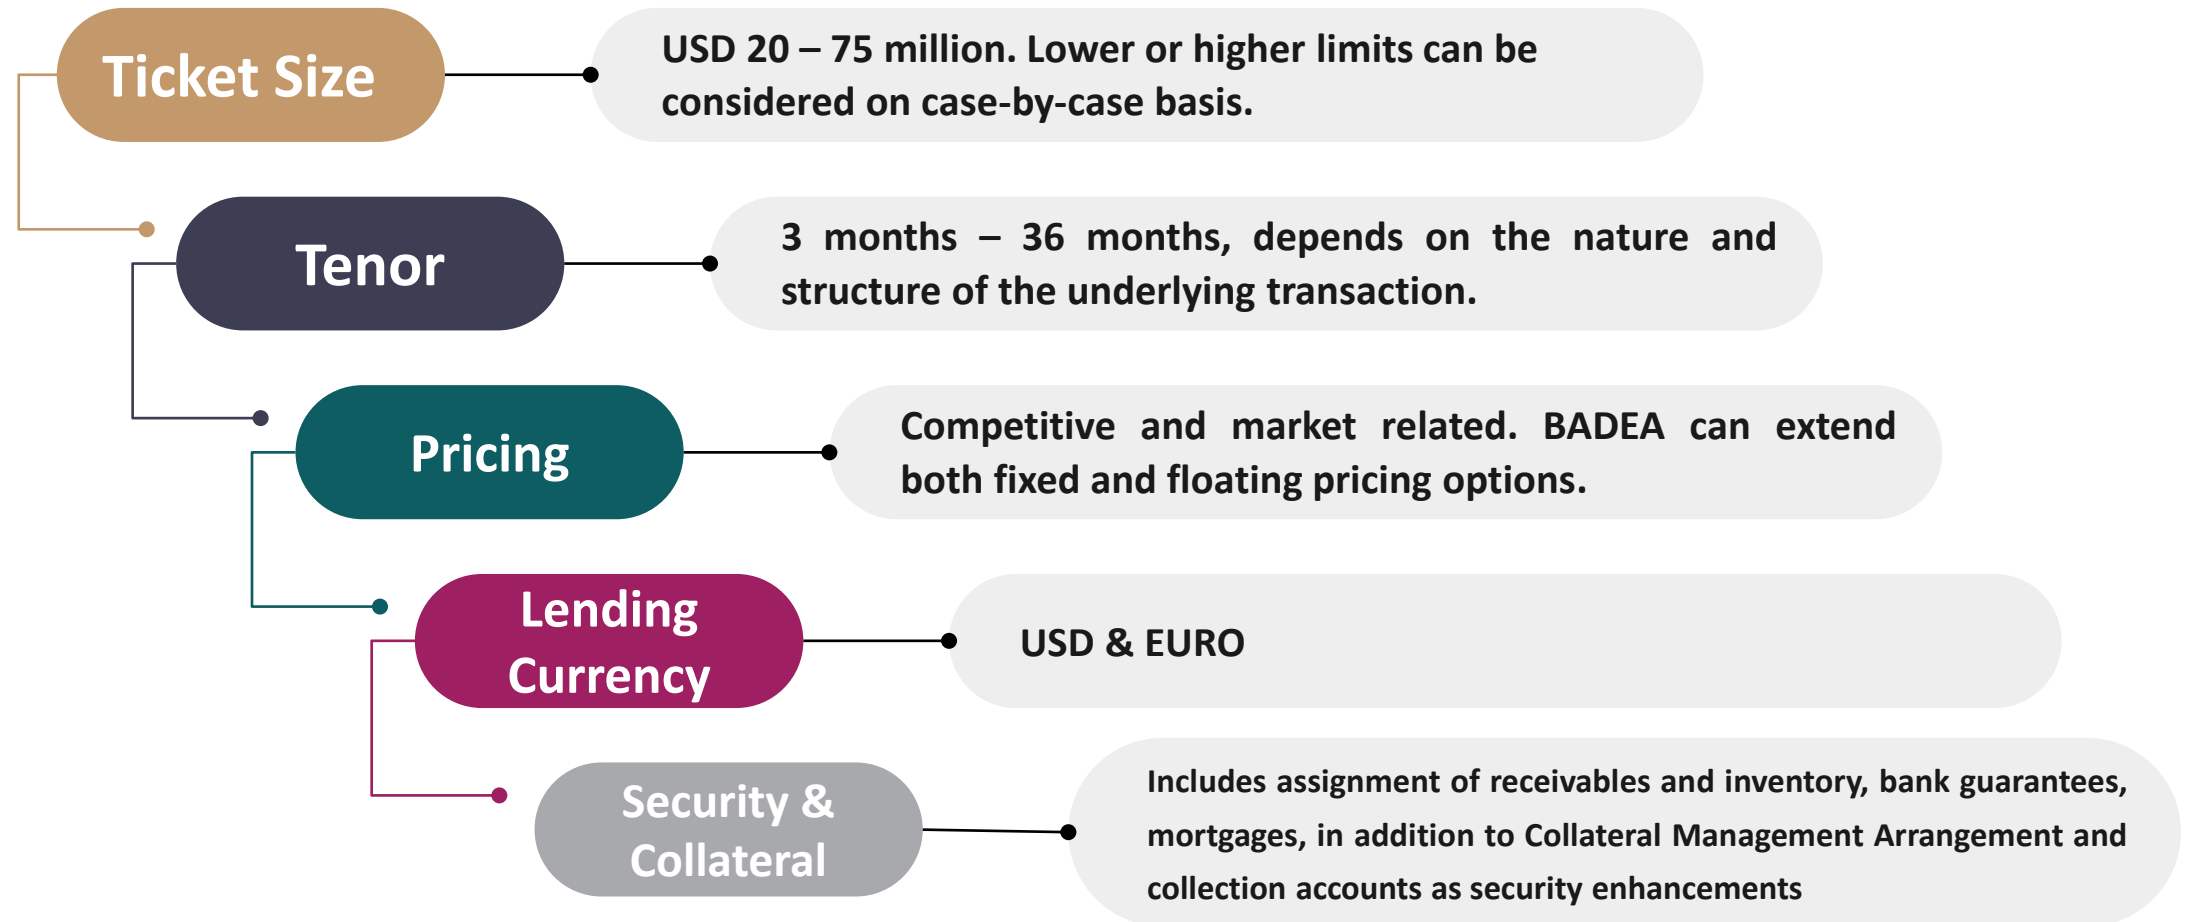 Ticket Size
USD 20 – 75 million. Lower or higher limits can be
considered on case-by-case basis.
Tenor
3 months – 36 months, depends on the nature and
structure of the underlying transaction.
Pricing
Competitive and market related. BADEA can extend
both fixed and floating pricing options.
Lending
Currency
USD & EURO
Security &
Collateral
Includes assignment of receivables and inventory, bank guarantees,
mortgages, in addition to Collateral Management Arrangement and
collection accounts as security enhancements